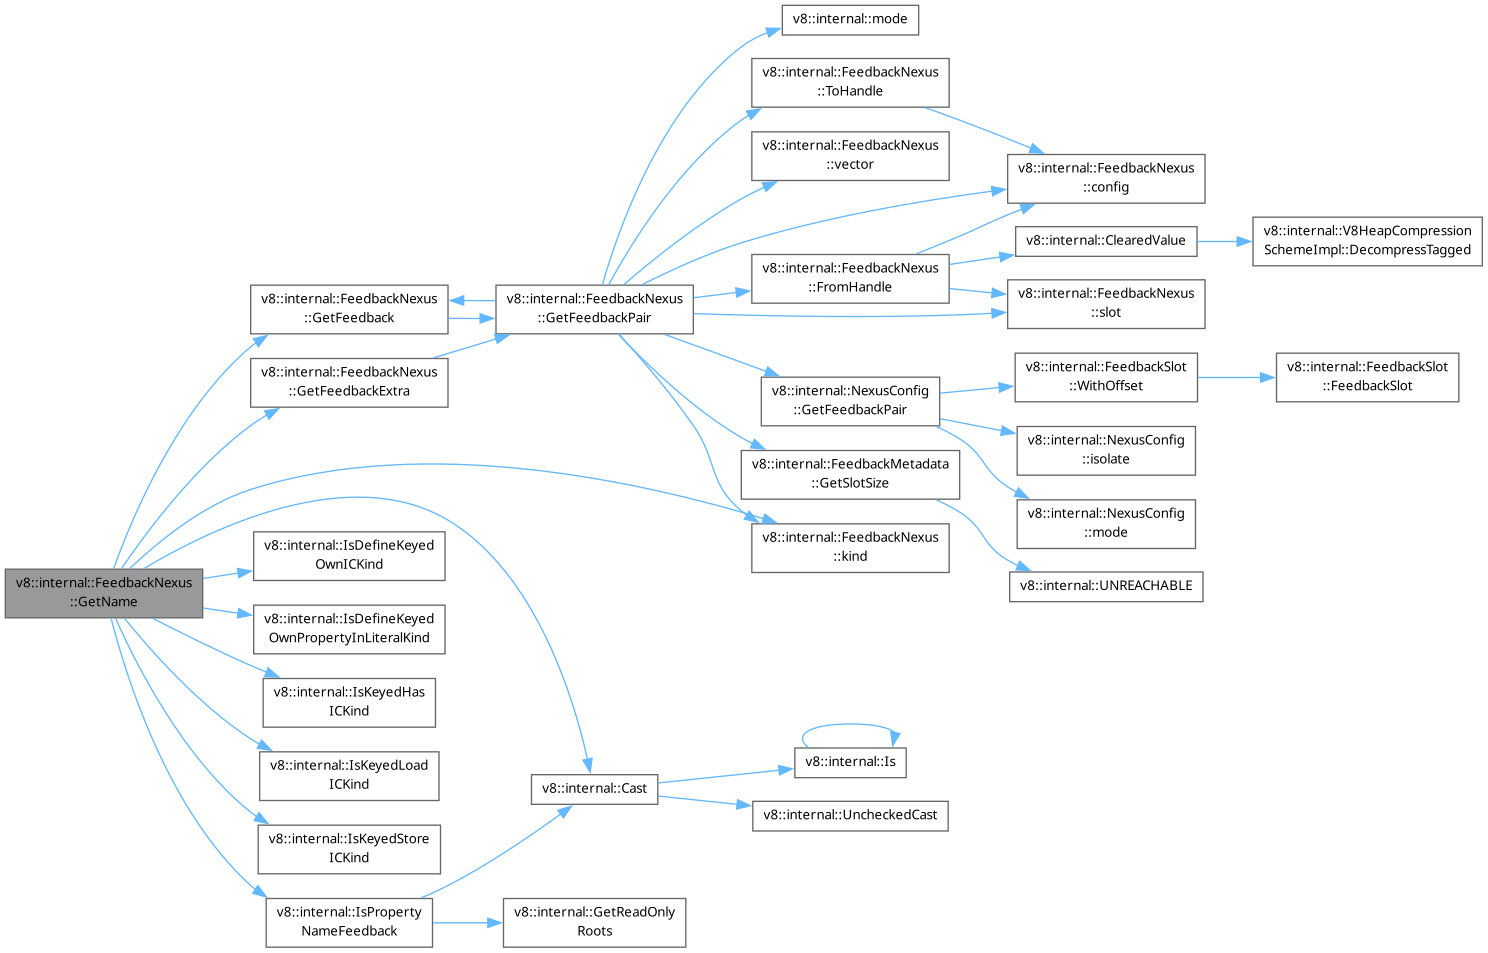 v8::internal::mode
v8::internal::FeedbackNexus
::ToHandle
v8::internal::FeedbackNexus
::vector
v8::internal::FeedbackNexus
::config
v8::internal::ClearedValue
v8::internal::V8HeapCompression
SchemeImpl::DecompressTagged
v8::internal::FeedbackNexus
::FromHandle
v8::internal::FeedbackNexus
::slot
v8::internal::FeedbackNexus
::GetFeedback
v8::internal::FeedbackNexus
::GetFeedbackPair
v8::internal::FeedbackNexus
::GetFeedbackExtra
v8::internal::NexusConfig
::GetFeedbackPair
v8::internal::FeedbackSlot
::WithOffset
v8::internal::FeedbackSlot
::FeedbackSlot
v8::internal::NexusConfig
::isolate
v8::internal::FeedbackMetadata
::GetSlotSize
v8::internal::NexusConfig
::mode
v8::internal::FeedbackNexus
::kind
v8::internal::UNREACHABLE
v8::internal::IsDefineKeyed
OwnICKind
v8::internal::FeedbackNexus
::GetName
v8::internal::IsDefineKeyed
OwnPropertyInLiteralKind
v8::internal::IsKeyedHas
ICKind
v8::internal::IsKeyedLoad
ICKind
v8::internal::Is
v8::internal::Cast
v8::internal::UncheckedCast
v8::internal::IsKeyedStore
ICKind
v8::internal::IsProperty
NameFeedback
v8::internal::GetReadOnly
Roots